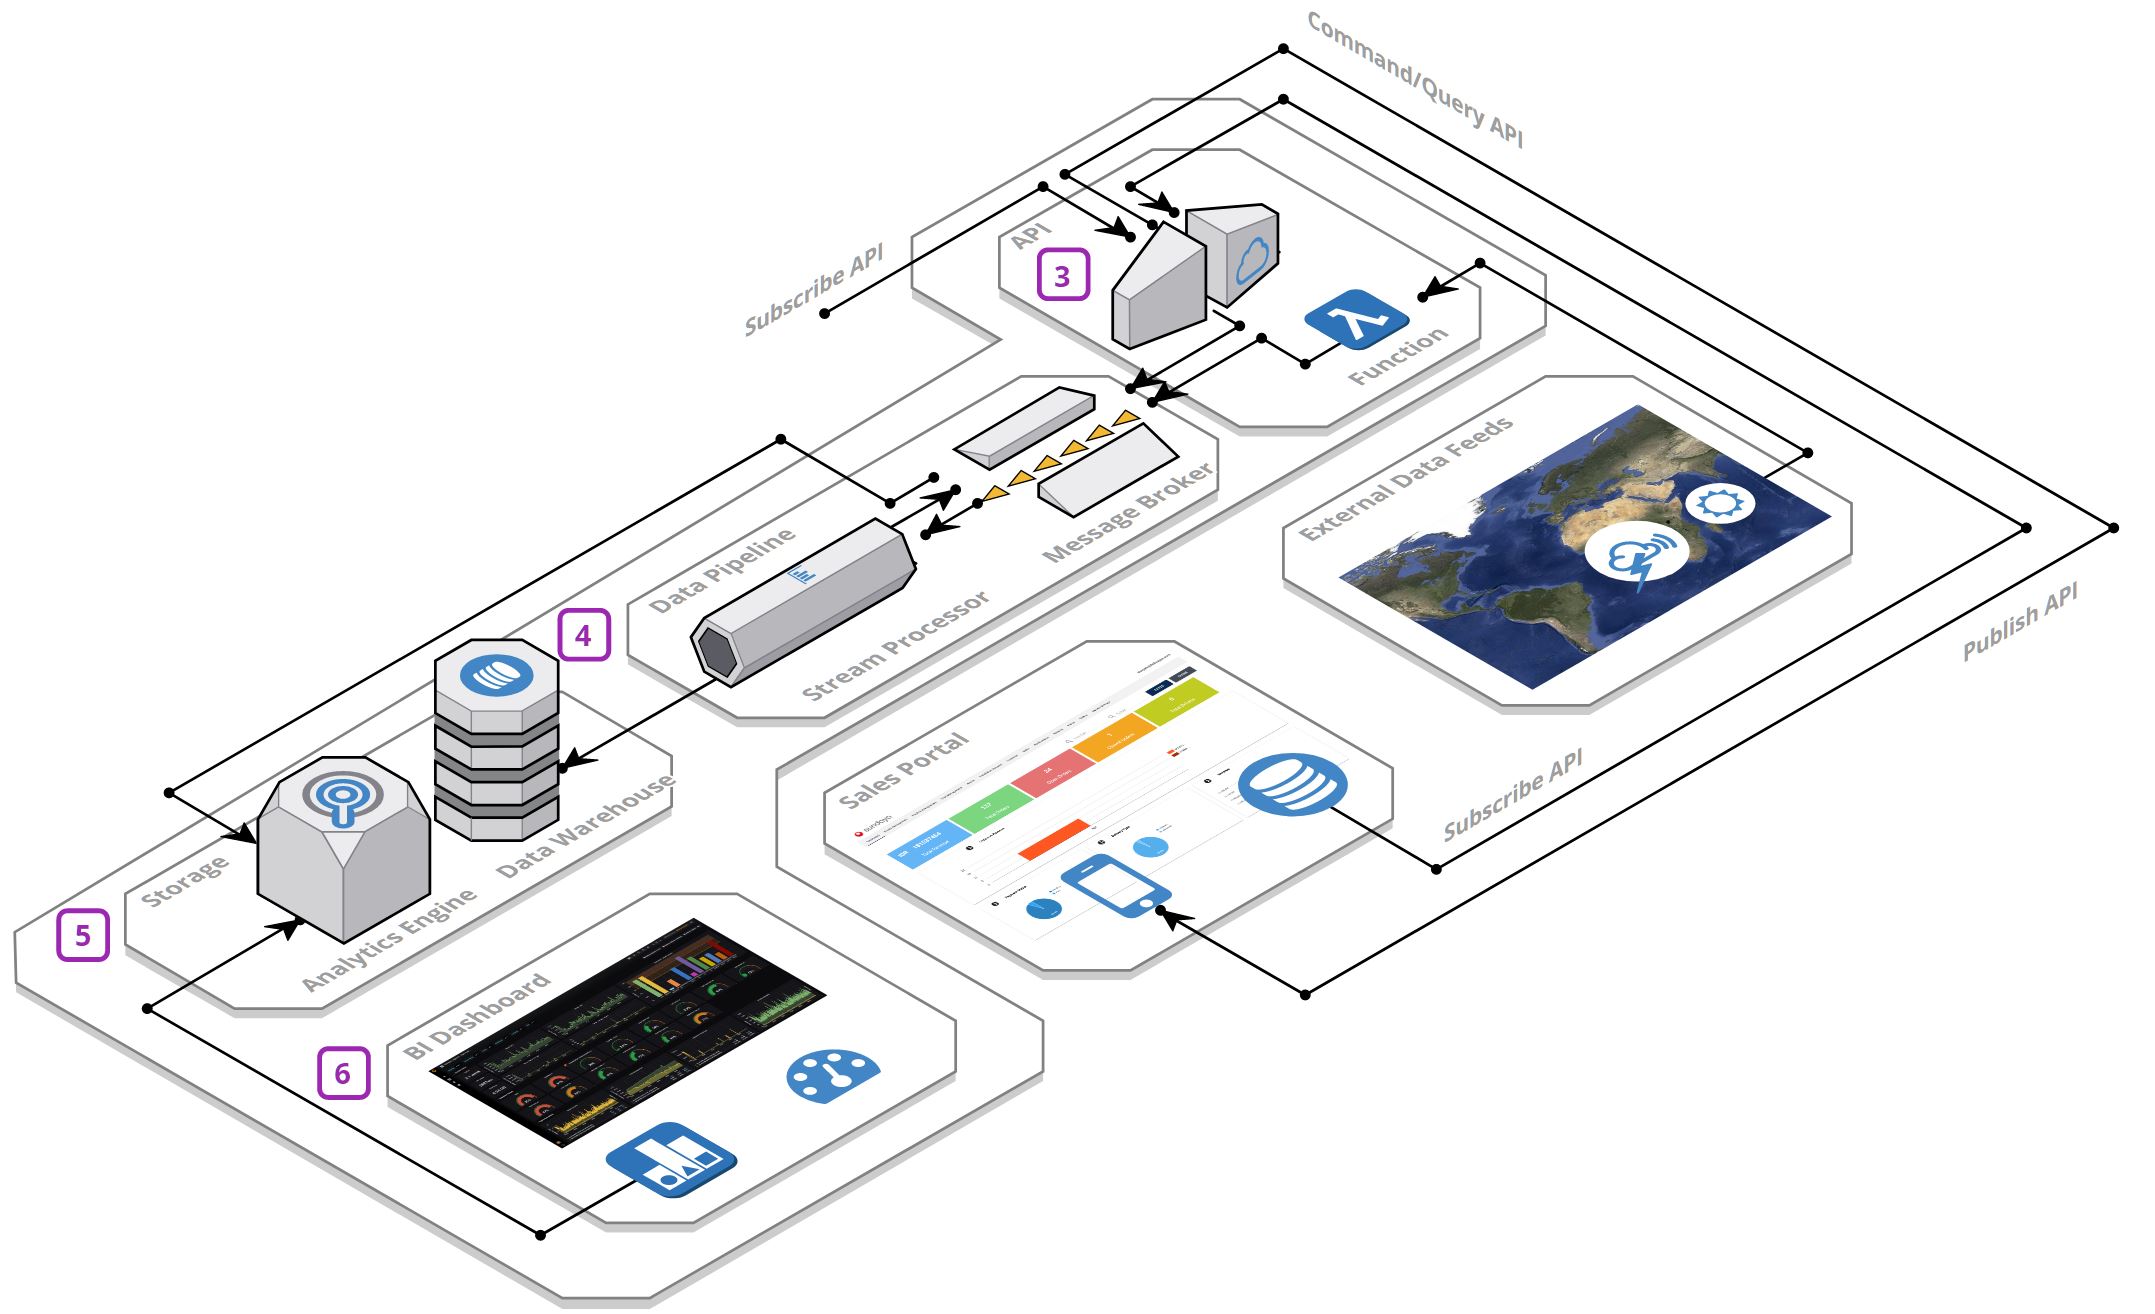 Command/Query API
Subscribe API
API
3
Function
External Data Feeds
Message Broker
Data Pipeline
Stream Processor
4
Publish API
Sales Portal
Subscribe API
Data Warehouse
Storage
Analytics Engine
5
BI Dashboard
6